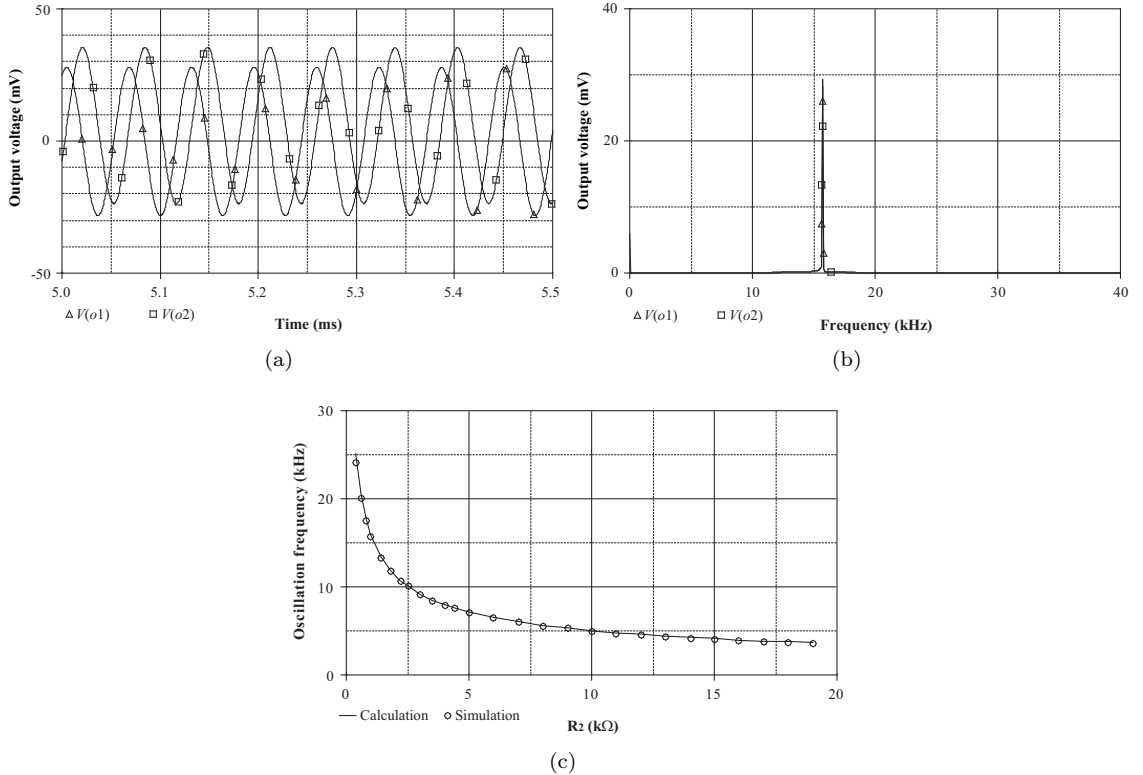 50
0
-50
Output voltage (mV)
5.0 5.1 5.2 5.3 5.4 5.5
△ V(o1) □ V(o2)
Time (ms)
(a)
40
20
0
Output voltage (mV)
0 10 20 30 40
△ V(o1) □ V(o2)
Frequency (kHz)
(b)
30
20
10
0
Oscillation frequency (kHz)
0 5 10 15 20
— Calculation ○ Simulation
R2 (kΩ)
(c)